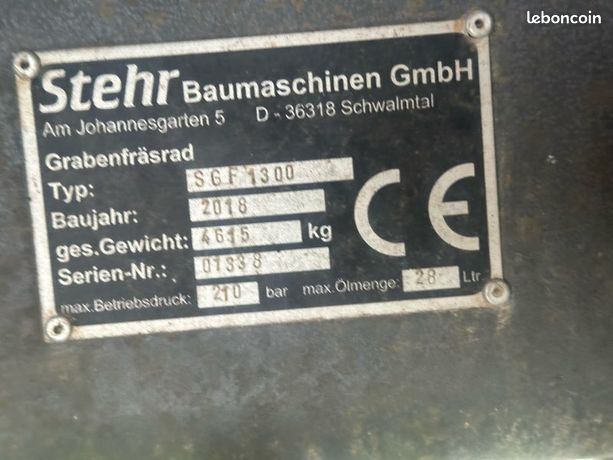 leboncoin
Stehr Baumaschinen GmbH
Am Johannesgarten 5 D - 36318 Schwalmtal
Grabenfräsrad
Typ: SGF 1300
Baujahr: 2018
ges.Gewicht: 4615 kg
Serien-Nr.: 01338
max.Betriebsdruck: 210 bar max.Ölmenge: 28 Ltr
CE